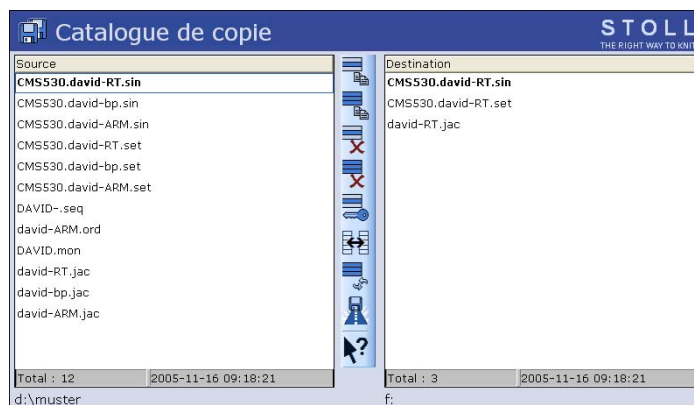 Catalogue de copie
STOLL
THE RIGHT WAY TO KNIT
Source
CMS530.david-RT.sin
CMS530.david-bp.sin
CMS530.david-ARM.sin
CMS530.david-RT.set
CMS530.david-bp.set
CMS530.david-ARM.set
DAVID-.seq
david-ARM.ord
DAVID.mon
david-RT.jac
david-bp.jac
david-ARM.jac
Total : 12
2005-11-16 09:18:21
d:\muster
Destination
CMS530.david-RT.sin
CMS530.david-RT.set
david-RT.jac
Total : 3
2005-11-16 09:18:21
f: